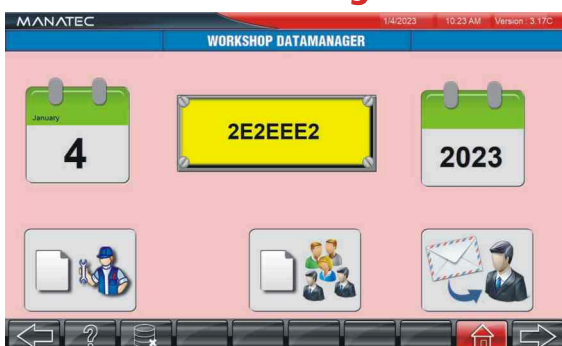 MANATEC
1/4/2023 10:23 AM Version : 3.17C
WORKSHOP DATAMANAGER
January
4
2E2EEE2
2023
?